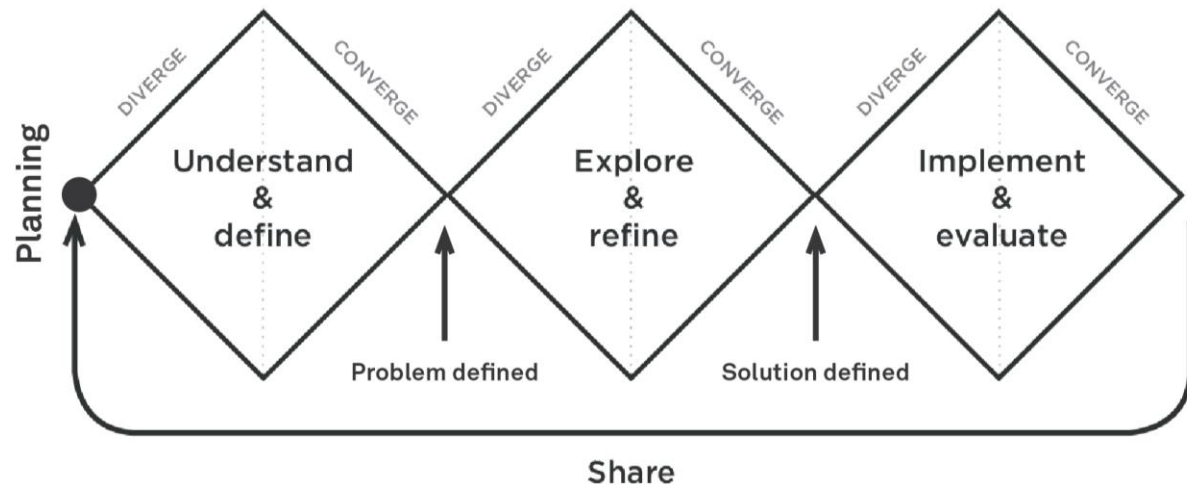 DIVERGE
CONVERGE
DIVERGE
CONVERGE
DIVERGE
CONVERGE
Planning
Understand
&
define
Explore
&
refine
Implement
&
evaluate
Problem defined
Solution defined
Share